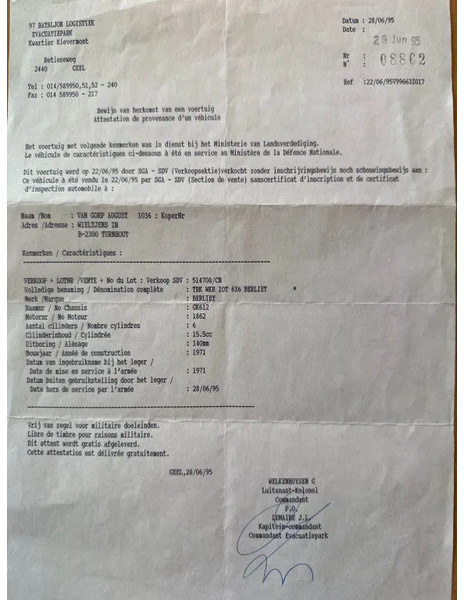 97 BATALJON LOGISTIEK
EVACUATIEPARK
Kwartier Kievermont
Retieseweg
2440 GEEL
Tel : 014/589950,51,52 - 240
Fax : 014 589950 - 217
Datum : 28/06/95
Date :
29 Jun 95
Nr :
N° : 08802
Ref :22/06/95V996631017
Bewijs van herkomst van een voertuig
Attestation de provenance d'un véhicule
Het voertuig met volgende kenmerken was in dienst bij het Ministerie van Landsverdediging.
Le véhicule de caractéristiques ci-dessous à été en service au Ministère de la Défence Nationale.
Dit voertuig werd op 22/06/95 door SGA - SDV (Verkoopsektie)verkocht zonder inschrijvingsbewijs noch schouwingsbewijs aan :
Ce véhicule à été vendu le 22/06/95 par SGA - SDV (Section de vente) sanscertificat d'inscription et de certificat
d'inspection automobile à :
Naam /Nom : VAN GORP AUGUST 1036 : KoperNr
Adres /Adresse : WIELTJENS IN
B-2300 TURNHOUT
Kenmerken / Caractéristiques :
VERKOOP + LOTNR /VENTE + No du Lot : Verkoop SDV : 514708/CN
Volledige benaming / Dénomination complète : TRK WKR 10T 6X6 BERLIET *
Merk /Marque : BERLIET
Raamnr / No Chassis : GK612
Motornr / No Moteur : 1862
Aantal cilinders / Nombre cylindres : 6
Cilinderinhoud / Cylindrée : 15.5cc
Uitboring / Alésage : 140mm
Bouwjaar / Année de construction : 1971
Datum van ingebruikname bij het leger /
Date de mise en service à l'armée : 1971
Datum buiten gebruikstelling door het leger /
Date hors de service par l'armée : 28/06/95
Vrij van segel voor militaire doeleinden.
Libre de timbre pour raisons militaire.
Dit attest wordt gratis afgeleverd.
Cette attestation est délivrée gratuitement.
GEEL,28/06/95
WELKENHUYSEN G
Luitenant-Kolonel
Commandant
P.O.
LEMAIRE J.L.
Kapitein-commandant
Commandant Evacuatiepark